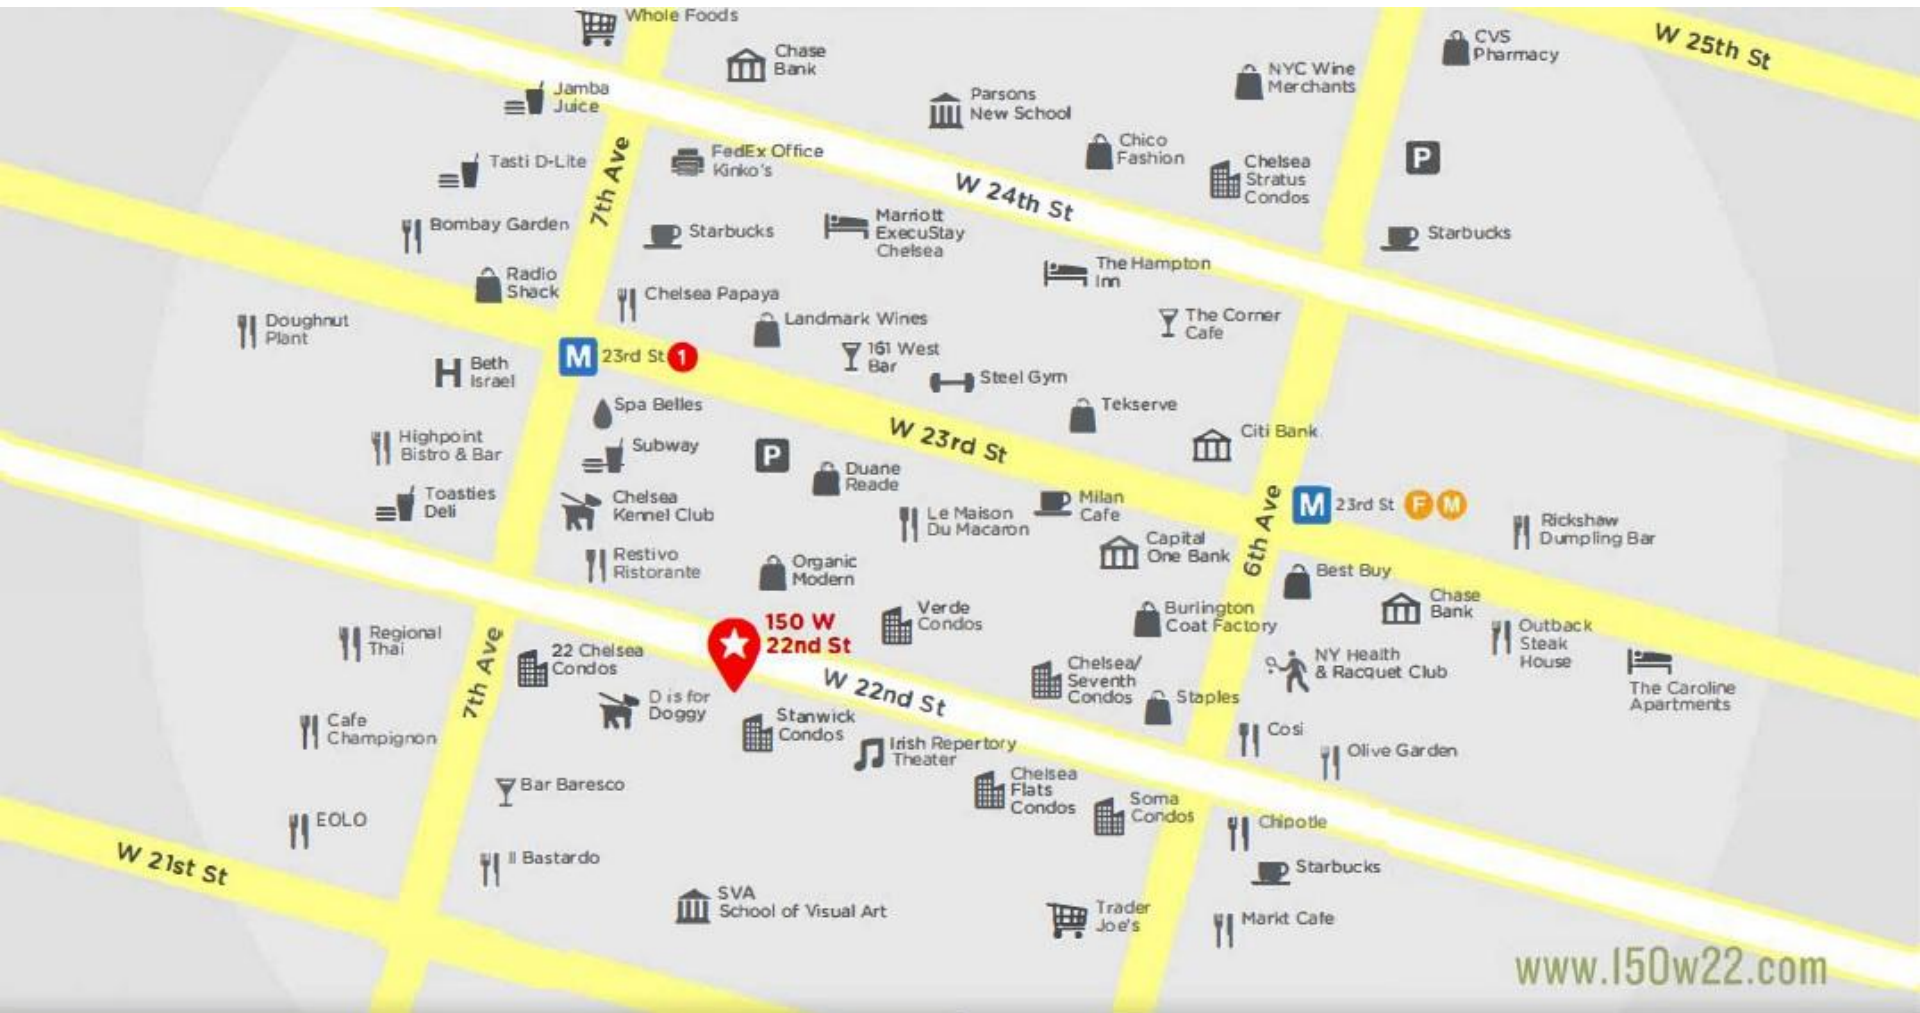 Whole Foods
Chase
Bank
CVS
Pharmacy
W 25th St
Jamba
Juice
Parsons
New School
NYC Wine
Merchants
Chico
Fashion
Tasti D-Lite
7th Ave
FedEx Office
Kinko's
Chelsea
Stratus
Condos
P
W 24th St
Bombay Garden
Starbucks
Marriott
ExecuStay
Chelsea
Starbucks
Radio
Shack
Chelsea Papaya
The Hampton
Inn
Doughnut
Plant
Landmark Wines
The Corner
Cafe
H
Beth
Israel
M 23rd St 1
161 West
Bar
Steel Gym
Spa Belles
Tekserve
Highpoint
Bistro & Bar
Subway
P
W 23rd St
Citi Bank
Duane
Reade
Toasties
Deli
Chelsea
Kennel Club
Le Maison
Du Macaron
Milan
Cafe
6th Ave
M 23rd St F M
Rickshaw
Dumpling Bar
Restivo
Ristorante
Organic
Modern
Capital
One Bank
Best Buy
Chase
Bank
Regional
Thai
7th Ave
22 Chelsea
Condos
150 W
22nd St
Verde
Condos
Burlington
Coat Factory
Outback
Steak
House
The Caroline
Apartments
NY Health
& Racquet Club
Chelsea/
Seventh
Condos
Staples
D is for
Doggy
W 22nd St
Cafe
Champignon
Stanwick
Condos
Irish Repertory
Theater
Cosi
Olive Garden
Bar Baresco
Chelsea
Flats
Condos
Soma
Condos
EOLO
Chipotle
W 21st St
Il Bastardo
Starbucks
SVA
School of Visual Art
Trader
Joe's
Markt Cafe
www.150w22.com